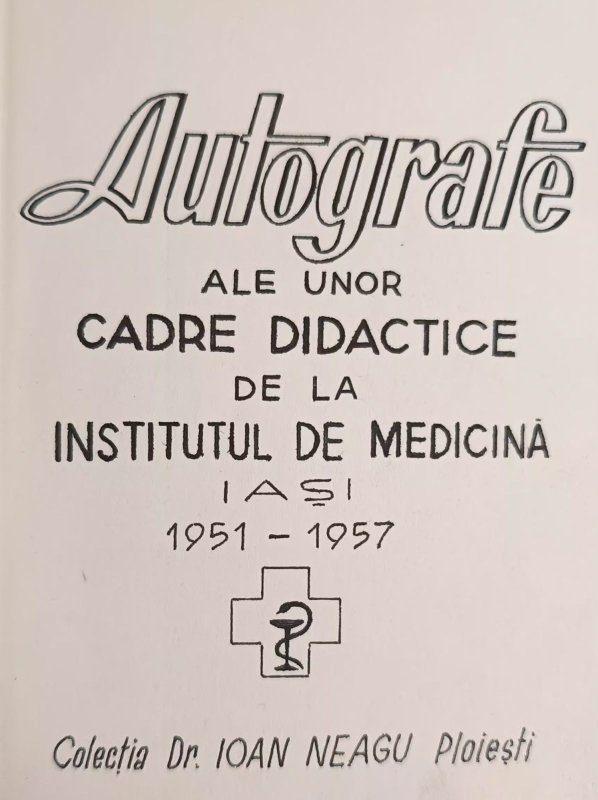 Autografe
ALE UNOR
CADRE DIDACTICE
DE LA
INSTITUTUL DE MEDICINĂ
IAȘI
1951 - 1957
Colecția Dr. IOAN NEAGU Ploiești